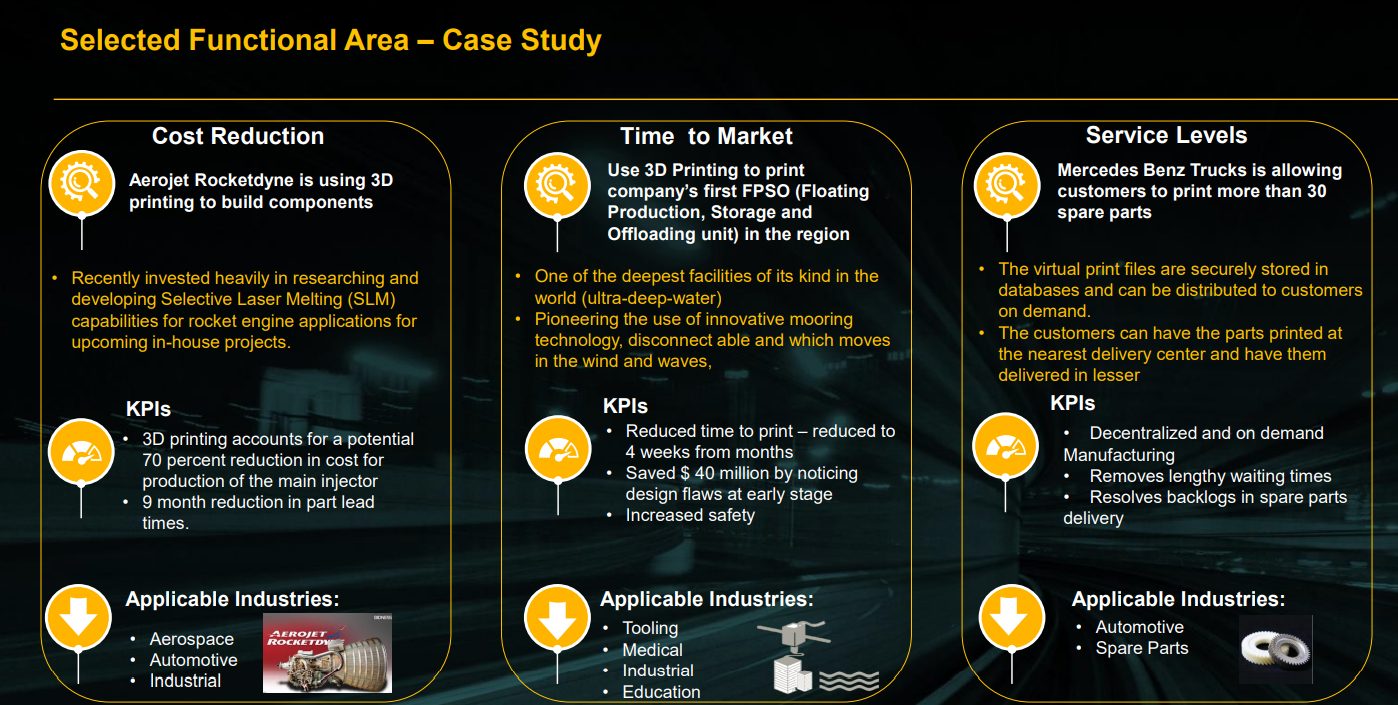 Selected Functional Area – Case Study
Cost Reduction
Aerojet Rocketdyne is using 3D
printing to build components
• Recently invested heavily in researching and
developing Selective Laser Melting (SLM)
capabilities for rocket engine applications for
upcoming in-house projects.
KPIs
• 3D printing accounts for a potential
70 percent reduction in cost for
production of the main injector
• 9 month reduction in part lead
times.
Applicable Industries:
• Aerospace
• Automotive
• Industrial
AEROJET
ROCKETDY
Time to Market
Use 3D Printing to print
company's first FPSO (Floating
Production, Storage and
Offloading unit) in the region
• One of the deepest facilities of its kind in the
world (ultra-deep-water)
• Pioneering the use of innovative mooring
technology, disconnect able and which moves
in the wind and waves,
KPIs
• Reduced time to print – reduced to
4 weeks from months
• Saved $ 40 million by noticing
design flaws at early stage
• Increased safety
Applicable Industries:
• Tooling
• Medical
• Industrial
• Education
Service Levels
Mercedes Benz Trucks is allowing
customers to print more than 30
spare parts
• The virtual print files are securely stored in
databases and can be distributed to customers
on demand.
• The customers can have the parts printed at
the nearest delivery center and have them
delivered in lesser
KPIs
• Decentralized and on demand
Manufacturing
• Removes lengthy waiting times
• Resolves backlogs in spare parts
delivery
Applicable Industries:
• Automotive
• Spare Parts